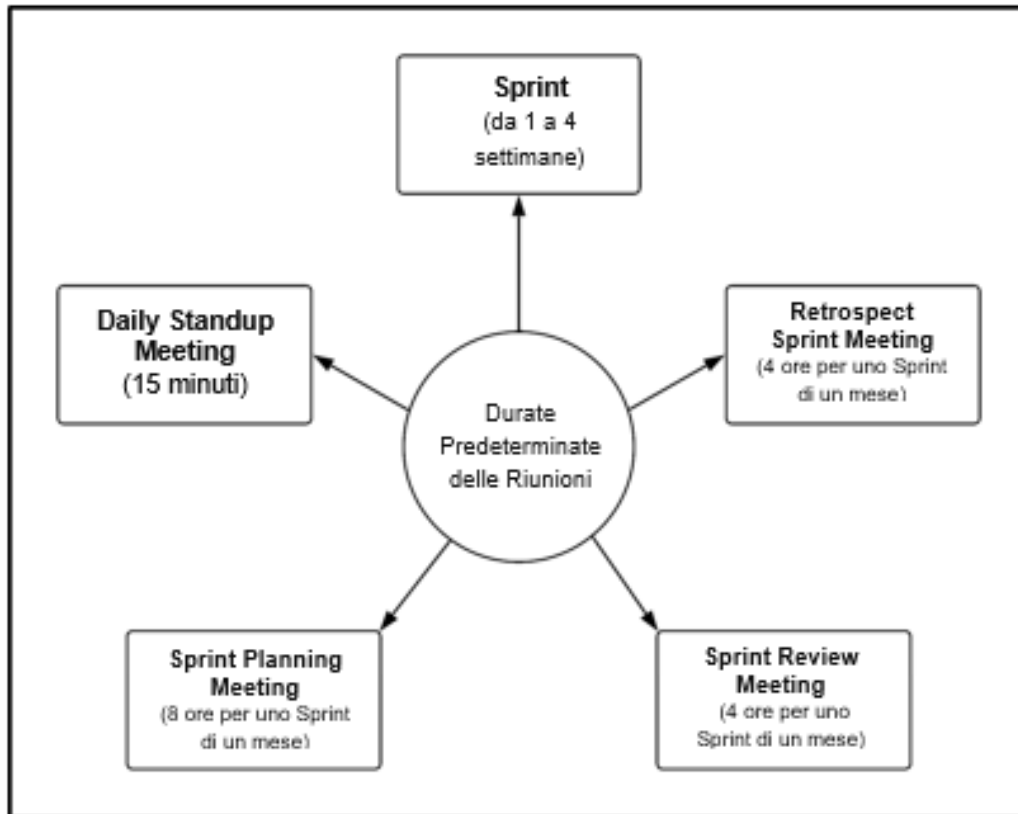 Sprint
(da 1 a 4
settimane)
Daily Standup
Meeting
(15 minuti)
Retrospect
Sprint Meeting
(4 ore per uno Sprint
di un mese)
Durate
Predeterminate
delle Riunioni
Sprint Planning
Meeting
(8 ore per uno Sprint
di un mese)
Sprint Review
Meeting
(4 ore per uno
Sprint di un mese)